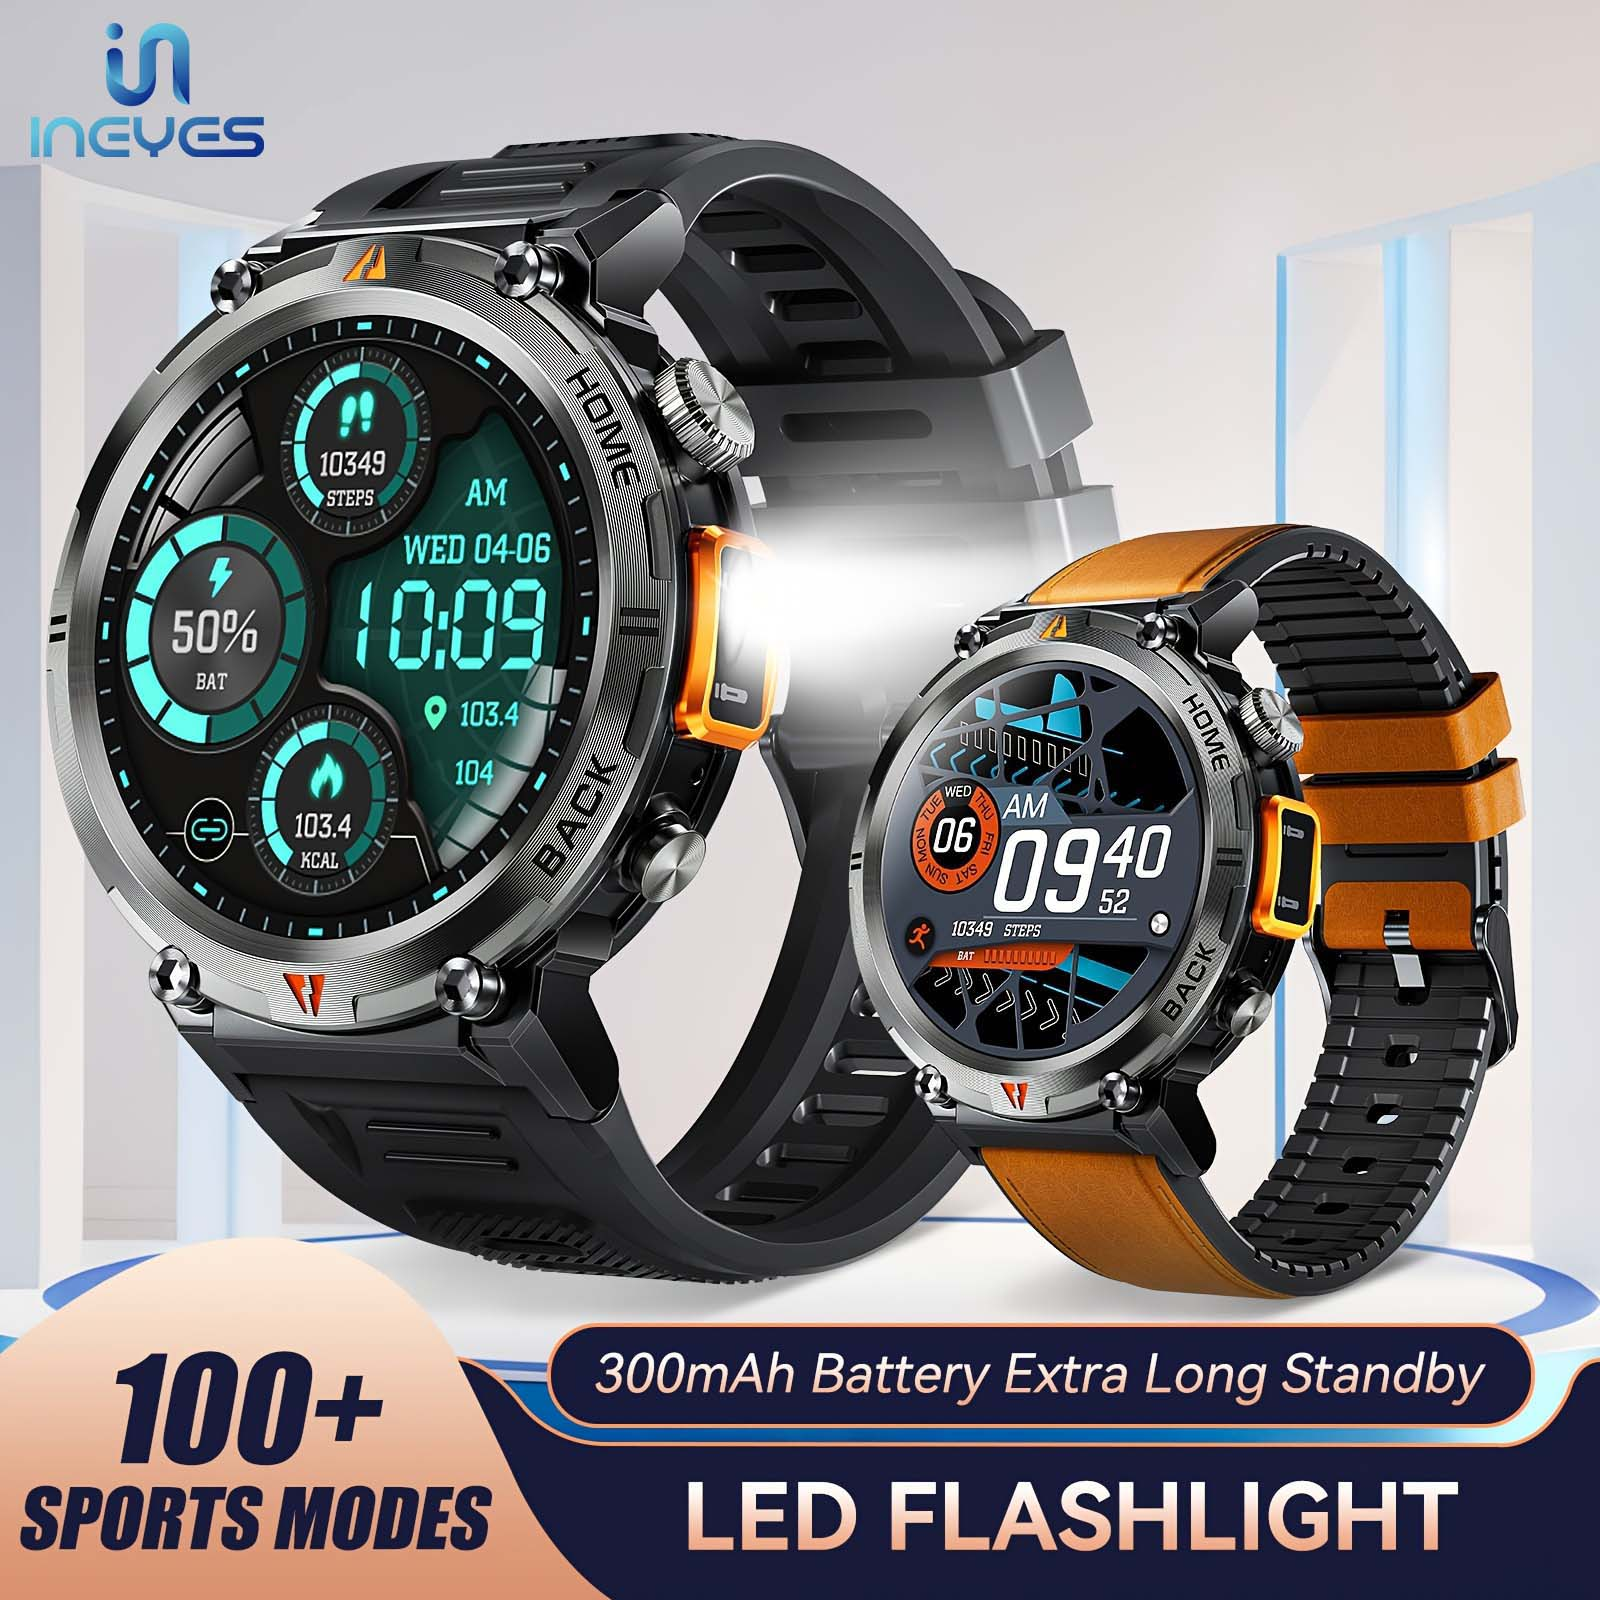 INEYES
HOME
10349
STEPS
AM
WED 04-06
10:09
50%
BAT
103.4
104
103.4
KCAL
BACK
HOME
SUN MON TUE WED THU FRI SAT
06
AM
09 40
52
10349 STEPS
BAT
BACK
100+
SPORTS MODES
300mAh Battery Extra Long Standby
LED FLASHLIGHT